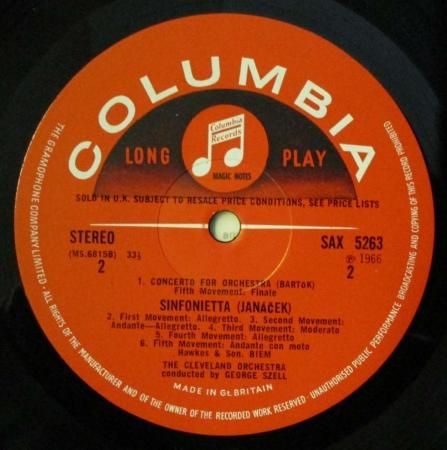 COLUMBIA
Columbia
Records
MAGIC NOTES
LONG PLAY
SOLD IN U.K. SUBJECT TO RESALE PRICE CONDITIONS, SEE PRICE LISTS
STEREO
(MS.6815B) 33⅓
2
SAX 5263
℗ 1966
2
1. CONCERTO FOR ORCHESTRA (BARTóK)
Fifth Movement: Finale
SINFONIETTA (JANÁČEK)
2. First Movement: Allegretto. 3. Second Movement:
Andante—Allegretto. 4. Third Movement: Moderato
5. Fourth Movement: Allegretto
6. Fifth Movement: Andante con moto
Hawkes & Son. BIEM
THE CLEVELAND ORCHESTRA
conducted by GEORGE SZELL
MADE IN Gt. BRITAIN
THE GRAMOPHONE COMPANY LIMITED · ALL RIGHTS OF THE MANUFACTURER AND OF THE OWNER OF THE RECORDED WORK RESERVED · UNAUTHORISED PUBLIC PERFORMANCE BROADCASTING AND COPYING OF THIS RECORD PROHIBITED